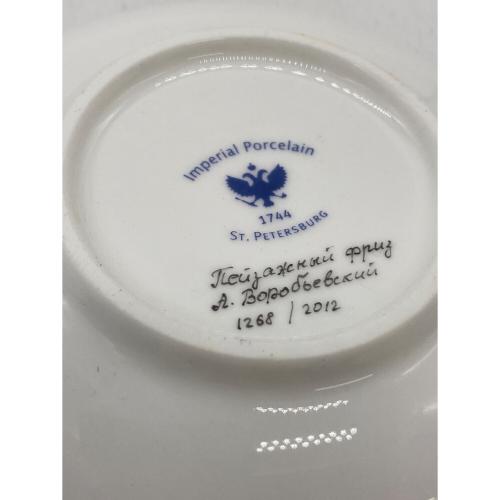 Imperial Porcelain
1744
ST. PETERSBURG
Пейзажный фриз
А. Воробьевский
1268 / 2012